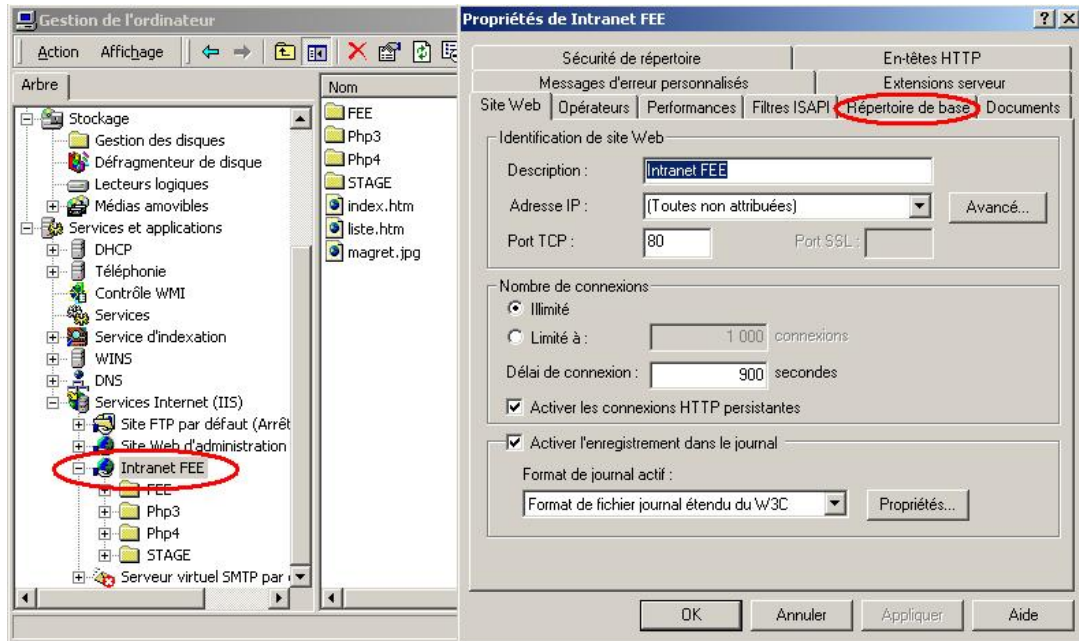 Gestion de l'ordinateur
Action Affichage
Arbre
Stockage
Gestion des disques
Défragmenteur de disque
Lecteurs logiques
Médias amovibles
Services et applications
DHCP
Téléphonie
Contrôle WMI
Services
Service d'indexation
WINS
DNS
Services Internet (IIS)
Site FTP par défaut (Arrêt
Site Web d'administration
Intranet FEE
FEE
Php3
Php4
STAGE
Serveur virtuel SMTP par
Nom
FEE
Php3
Php4
STAGE
index.htm
liste.htm
magret.jpg
Propriétés de Intranet FEE
Sécurité de répertoire En-têtes HTTP
Messages d'erreur personnalisés Extensions serveur
Site Web Opérateurs Performances Filtres ISAPI Répertoire de base Documents
Identification de site Web
Description : Intranet FEE
Adresse IP : (Toutes non attribuées) Avancé...
Port TCP : 80 Port SSL :
Nombre de connexions
Illimité
Limité à : 1 000 connexions
Délai de connexion : 900 secondes
Activer les connexions HTTP persistantes
Activer l'enregistrement dans le journal
Format de journal actif :
Format de fichier journal étendu du W3C Propriétés...
OK Annuler Appliquer Aide